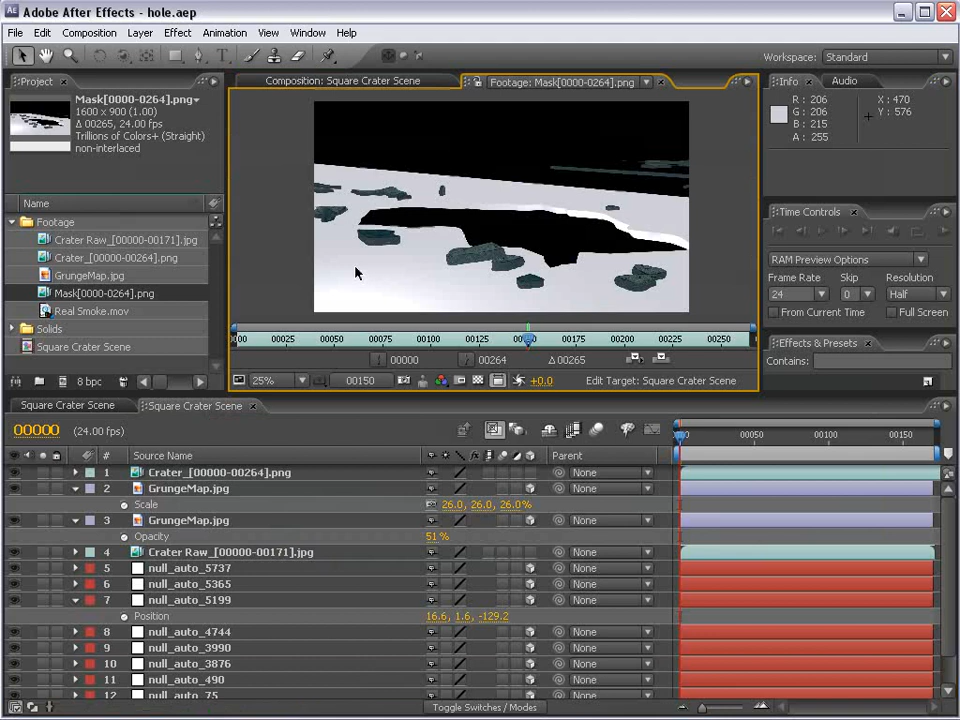 Adobe After Effects - hole.aep
File Edit Composition Layer Effect Animation View Window Help
Workspace: Standard
Project
Composition: Square Crater Scene
Footage: Mask[0000-0264].png
Info Audio
Mask[0000-0264].png
1600 x 900 (1.00)
Δ 00265, 24.00 fps
Trillions of Colors+ (Straight)
non-interlaced
R : 206
G : 206
B : 215
A : 255
X : 470
Y : 576
Name
Footage
Crater Raw_[00000-00171].jpg
Crater_[00000-00264].png
GrungeMap.jpg
Mask[0000-0264].png
Real Smoke.mov
Solids
Square Crater Scene
Time Controls
RAM Preview Options
Frame Rate Skip Resolution
24 0 Half
From Current Time Full Screen
Effects & Presets
Contains:
00025 00050 00075 00100 00125 00175 00200 00225 00250
00000 00264 Δ 00265
8 bpc
25% 00150 +0.0 Edit Target: Square Crater Scene
Square Crater Scene Square Crater Scene
00000 (24.00 fps)
00050 00100 00150
# Source Name Parent
1 Crater_[00000-00264].png None
2 GrungeMap.jpg None
Scale 26.0, 26.0, 26.0%
3 GrungeMap.jpg None
Opacity 51 %
4 Crater Raw_[00000-00171].jpg None
5 null_auto_5737 None
6 null_auto_5365 None
7 null_auto_5199 None
Position 16.6, 1.6, -129.2
8 null_auto_4744 None
9 null_auto_3990 None
10 null_auto_3876 None
11 null_auto_490 None
12 null_auto_75 None
Toggle Switches / Modes